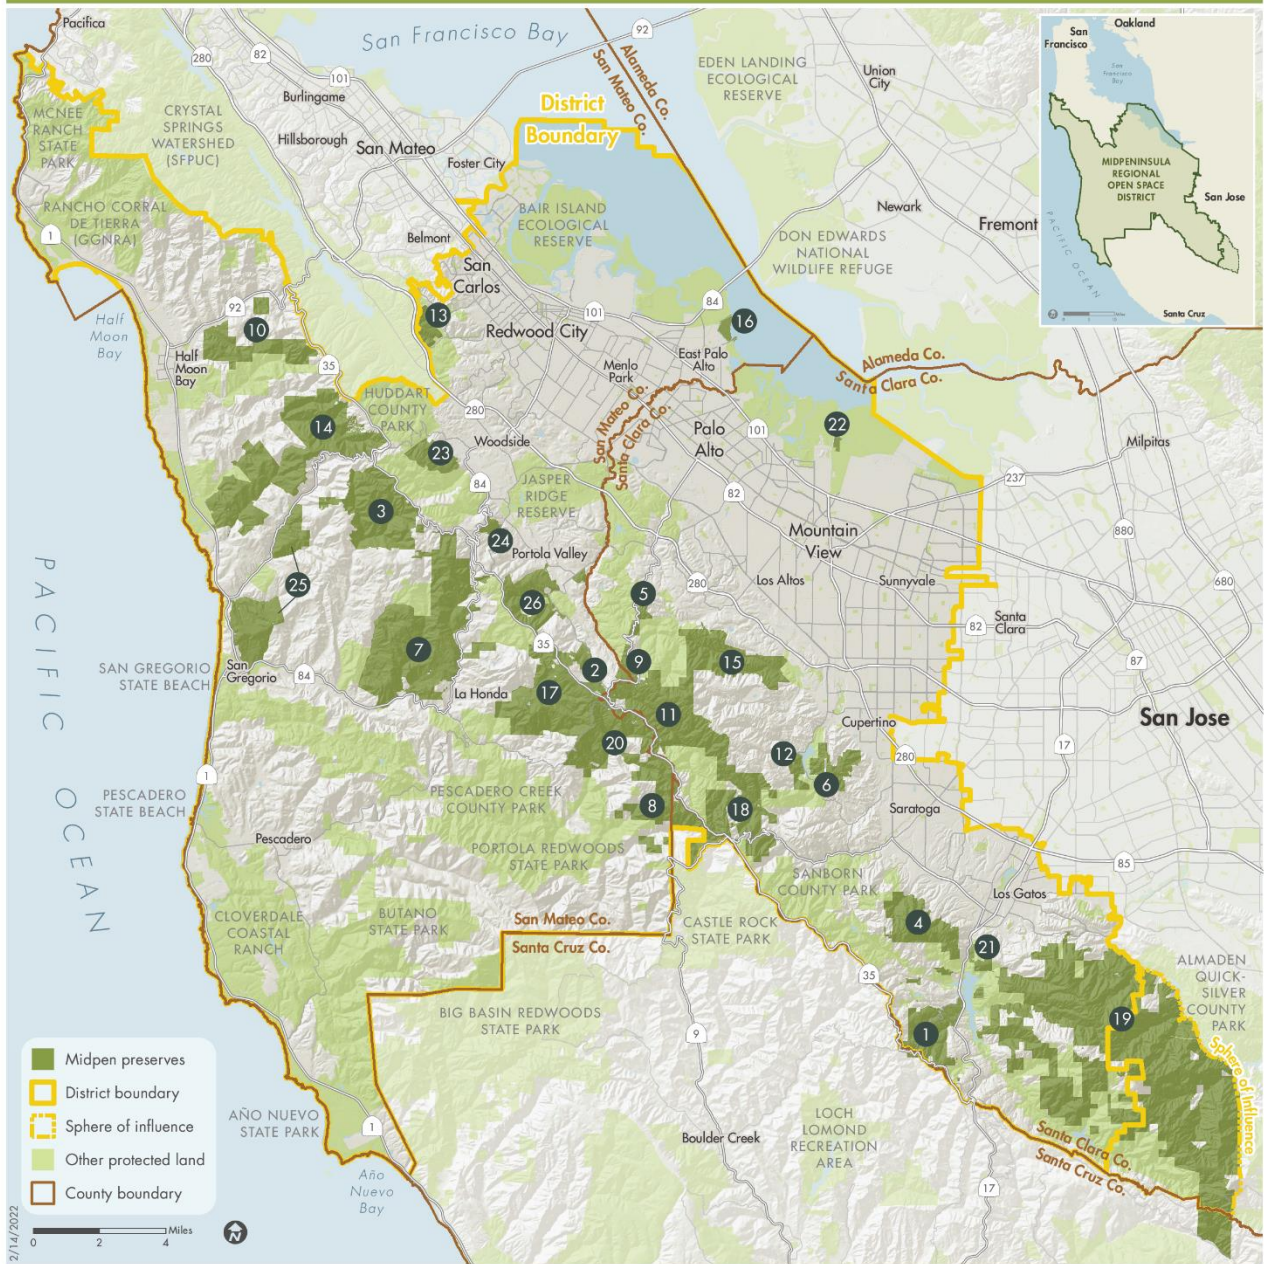 Pacifica
San Francisco Bay
92
82
280
101
Alameda Co.
San Mateo Co.
EDEN LANDING
ECOLOGICAL
RESERVE
Union
City
Oakland
San
Francisco
San
Francisco
Bay
MIDPENINSULA
REGIONAL
OPEN SPACE
DISTRICT
San Jose
PACIFIC OCEAN
Santa Cruz
MCNEE
RANCH
STATE
PARK
CRYSTAL
SPRINGS
WATERSHED
(SFPUC)
Burlingame
Hillsborough
San Mateo
Foster City
District
Boundary
RANCHO CORRAL
DE TIERRA
(GGNRA)
1
BAIR ISLAND
ECOLOGICAL
RESERVE
Belmont
San
Carlos
Newark
Fremont
DON EDWARDS
NATIONAL
WILDLIFE REFUGE
Half
Moon
Bay
92
10
13
Redwood City
101
84
16
Half
Moon
Bay
35
Menlo
Park
East Palo
Alto
Alameda Co.
Santa Clara Co.
HUDDART
COUNTY
PARK
280
San Mateo Co.
Santa Clara Co.
14
23
Woodside
Palo
Alto
101
22
Milpitas
237
84
JASPER
RIDGE
RESERVE
82
3
24
Portola Valley
Mountain
View
880
PACIFIC OCEAN
25
26
5
280
Los Altos
Sunnyvale
680
82
Santa
Clara
7
35
2
9
15
87
SAN GREGORIO
STATE BEACH
San
Gregorio
84
La Honda
17
11
Cupertino
San Jose
20
12
280
17
1
PESCADERO
STATE BEACH
PESCADERO CREEK
COUNTY PARK
8
18
6
Saratoga
Pescadero
PORTOLA REDWOODS
STATE PARK
85
SANBORN
COUNTY PARK
Los Gatos
CLOVERDALE
COASTAL
RANCH
BUTANO
STATE PARK
San Mateo Co.
Santa Cruz Co.
CASTLE ROCK
STATE PARK
4
21
35
ALMADEN
QUICK-
SILVER
COUNTY
PARK
BIG BASIN REDWOODS
STATE PARK
9
1
19
Sphere of Influence
Midpen preserves
District boundary
Sphere of influence
Other protected land
County boundary
AÑO NUEVO
STATE PARK
1
Boulder Creek
LOCH
LOMOND
RECREATION
AREA
Santa Clara Co.
Santa Cruz Co.
Año
Nuevo
Bay
17
2/14/2022
0 2 4 Miles
N